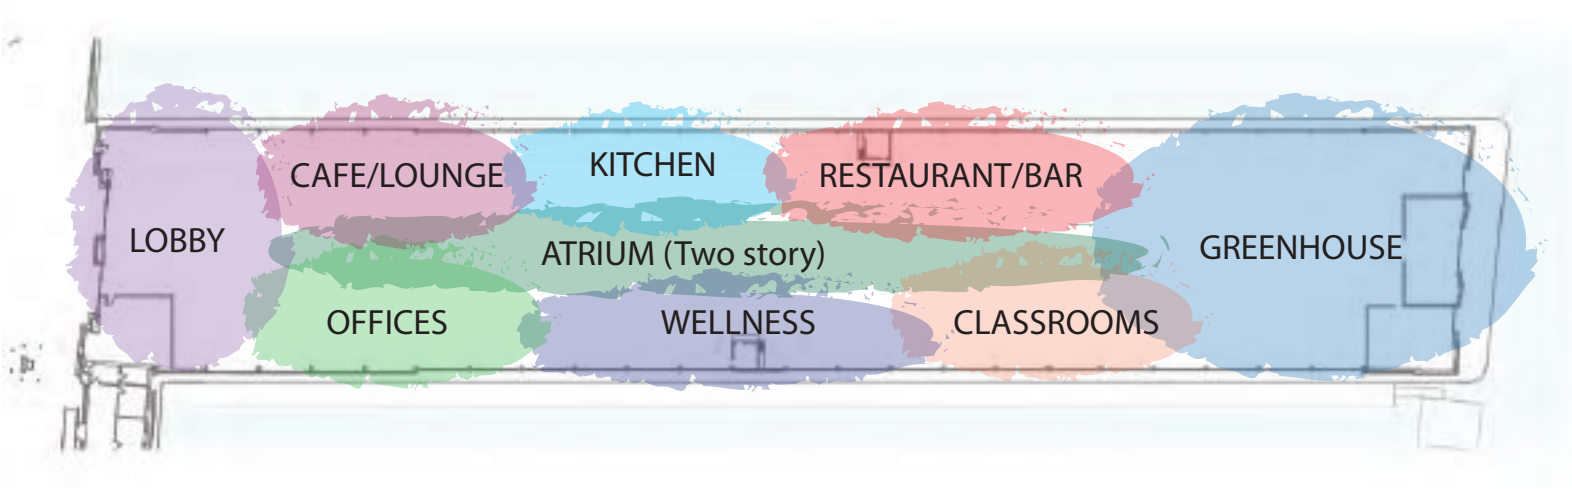 CAFE/LOUNGE
KITCHEN
RESTAURANT/BAR
LOBBY
ATRIUM (Two story)
GREENHOUSE
OFFICES
WELLNESS
CLASSROOMS